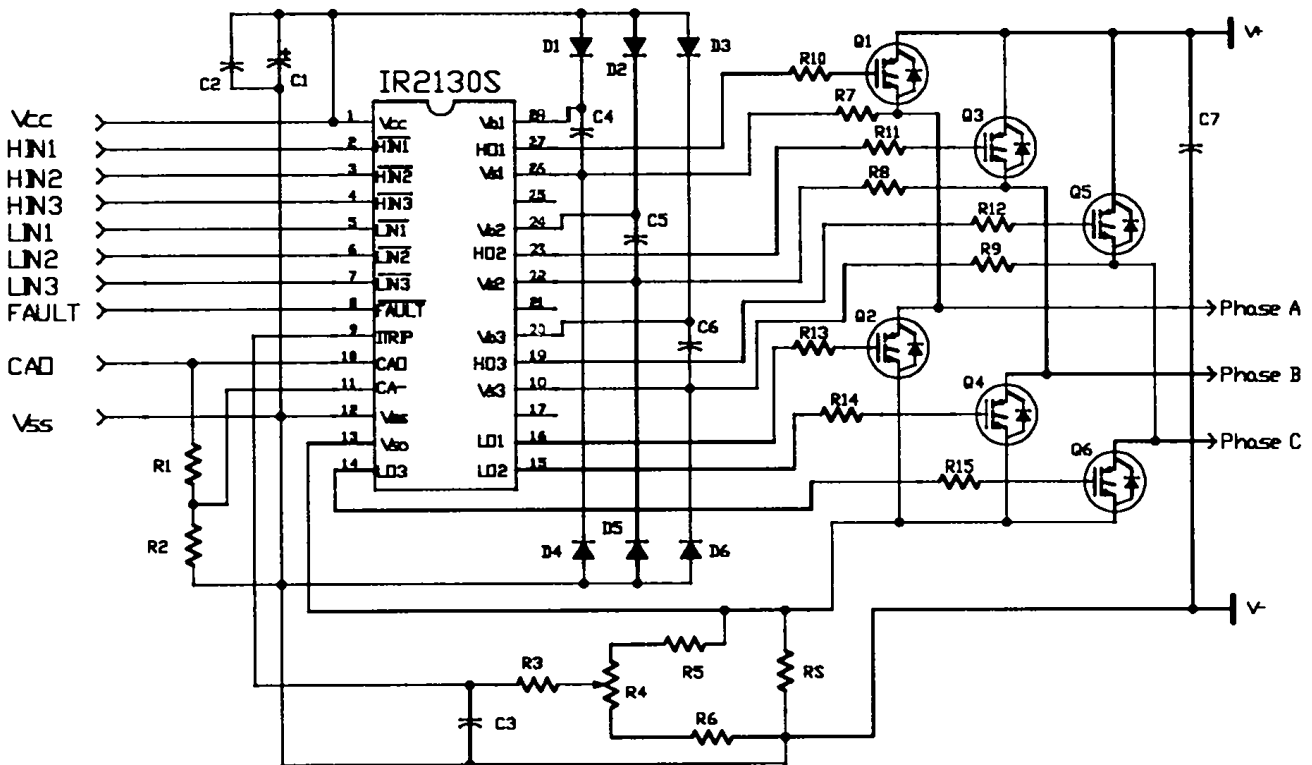 IR2130S
Vcc
HIN1
HIN2
HIN3
LIN1
LIN2
LIN3
FAULT
CAO
Vss
C2
C1
1 Vcc
2 HIN1
3 HIN2
4 HIN3
5 LIN1
6 LIN2
7 LIN3
8 FAULT
9 ITRIP
10 CAO
11 CA-
12 Vss
13 Vso
14 LO3
Vb1 28
HO1 27
Vs1 26
25
Vb2 24
HO2 23
Vs2 22
21
Vb3 20
HO3 19
Vs3 18
17
LO1 16
LO2 15
D1
D2
D3
C4
C5
C6
D4
D5
D6
R10
R7
R11
R8
R12
R9
R13
R14
R15
Q1
Q3
Q5
Q2
Q4
Q6
C7
V+
Phase A
Phase B
Phase C
V-
R1
R2
R3
R4
R5
R6
RS
C3